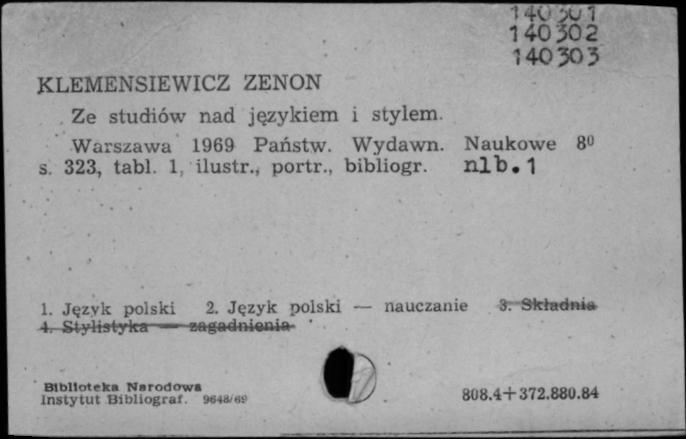 140301
140302
140303
KLEMENSIEWICZ ZENON
Ze studiów nad językiem i stylem.
Warszawa 1969 Państw. Wydawn. Naukowe 8⁰
s. 323, tabl. 1, ilustr., portr., bibliogr. nlb. 1
1. Język polski 2. Język polski — nauczanie 3. Składnia
4. Stylistyka — zagadnienia
Biblioteka Narodowa
Instytut Bibliograf. 9648/69
808.4+372.880.84